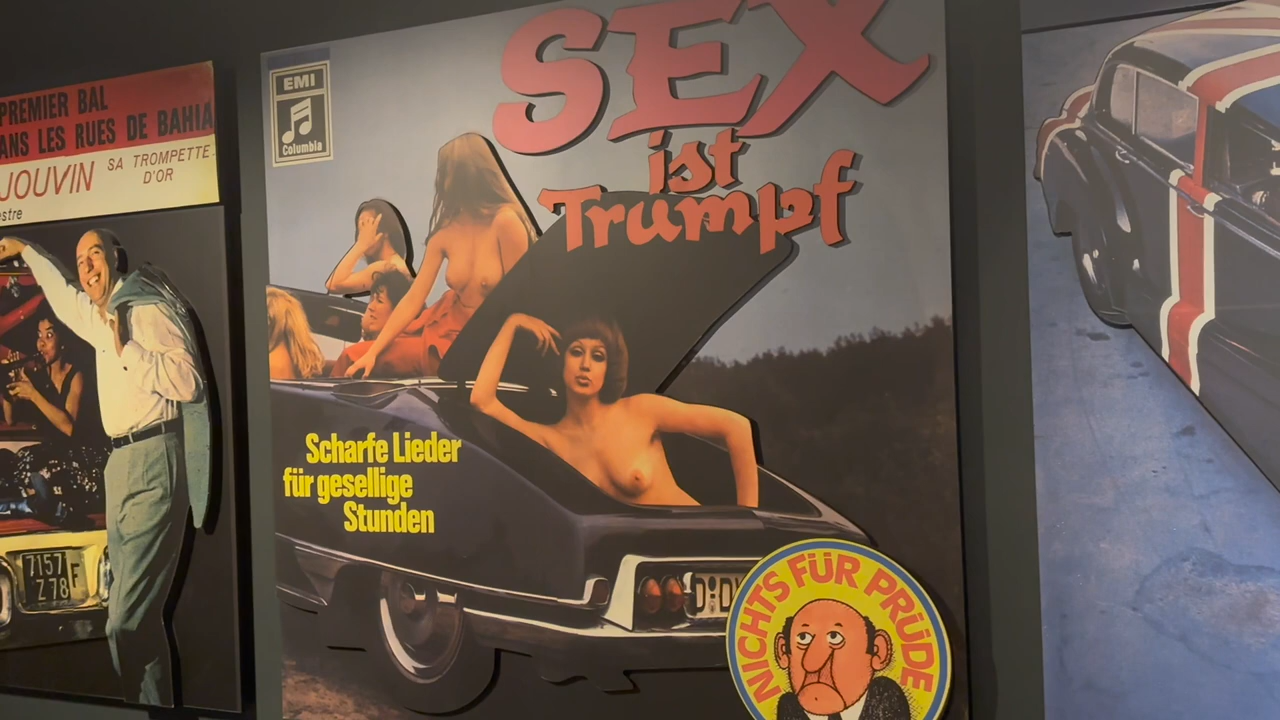 PREMIER BAL
ANS LES RUES DE BAHIA
JOUVIN
SA TROMPETTE
D'OR
estre
7157
Z 78
F
EMI
Columbia
SEX
ist
Trumpf
Scharfe Lieder
für gesellige
Stunden
NICHTS FÜR PRÜDE